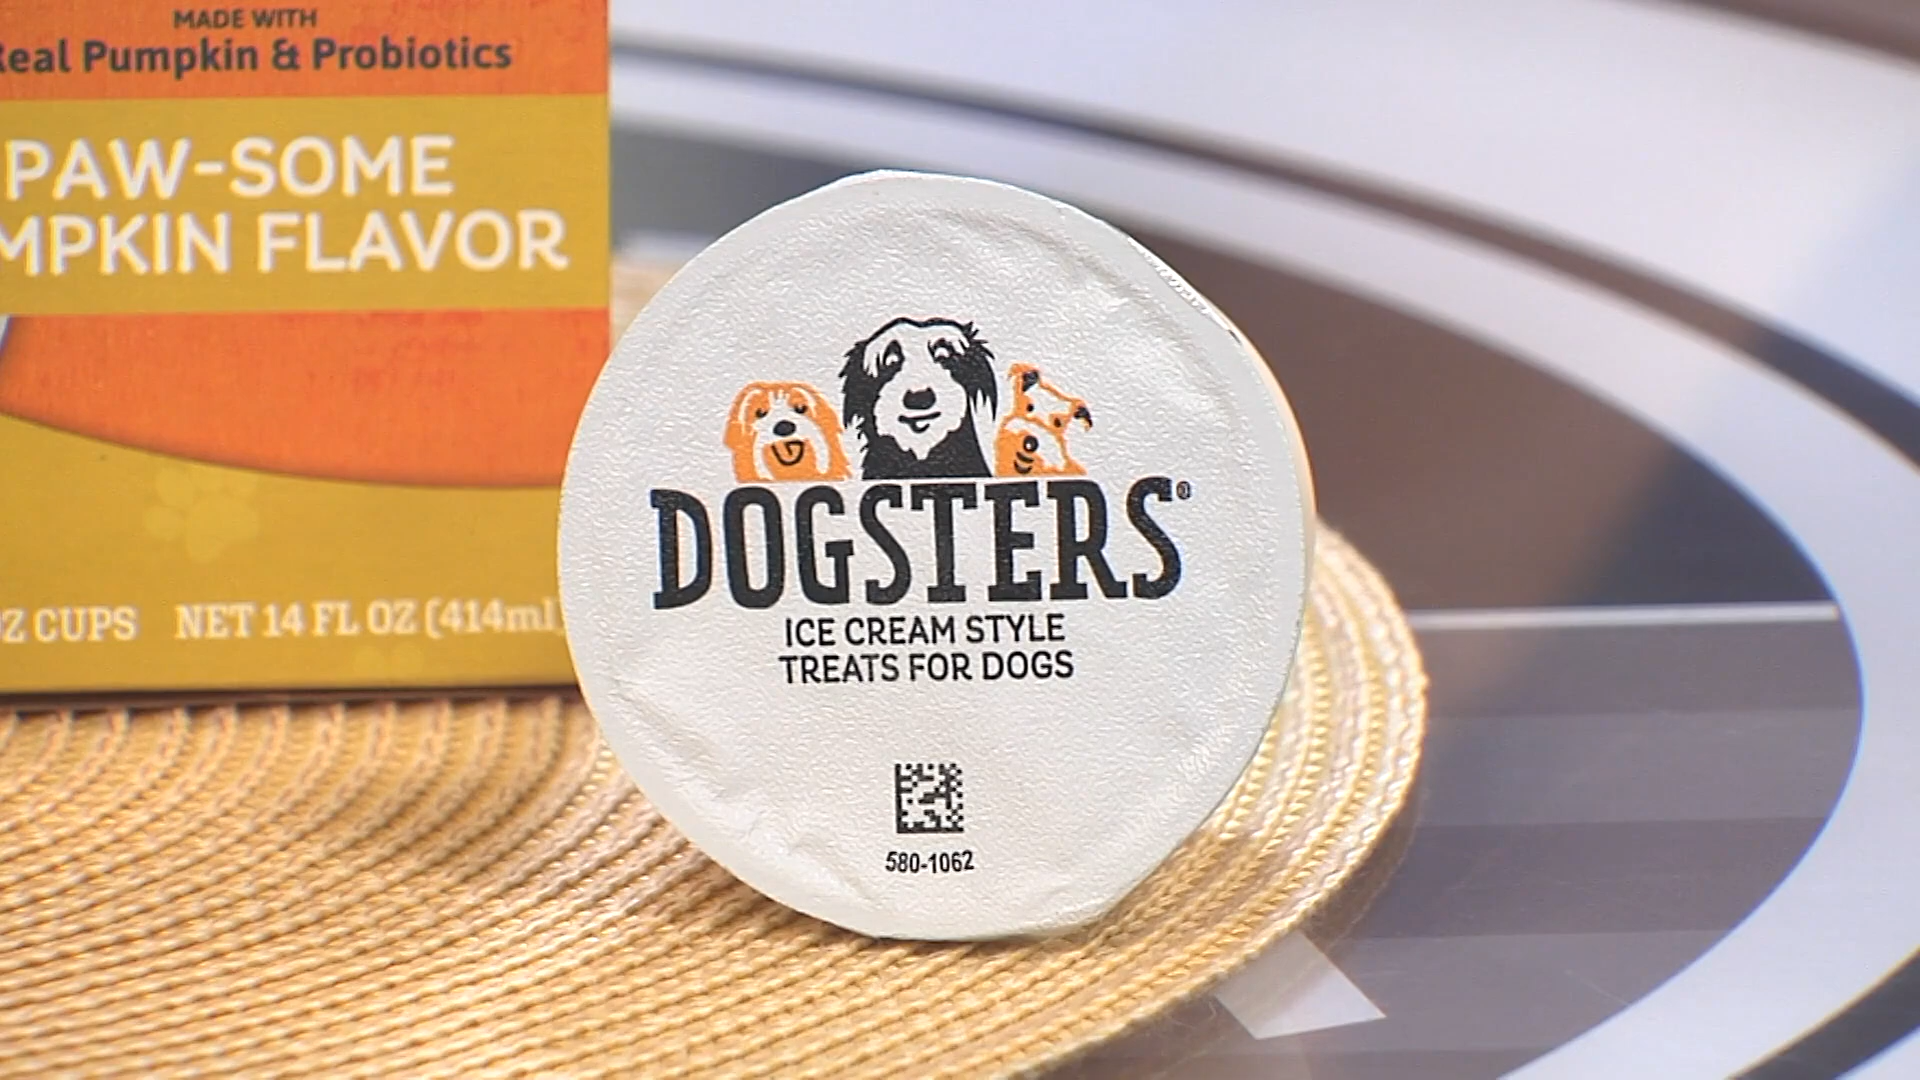 MADE WITH
Real Pumpkin & Probiotics
PAW-SOME
FLAVOR
OZ CUPS NET 14 FL OZ (414ml)
DOGSTERS®
ICE CREAM STYLE
TREATS FOR DOGS
580-1062